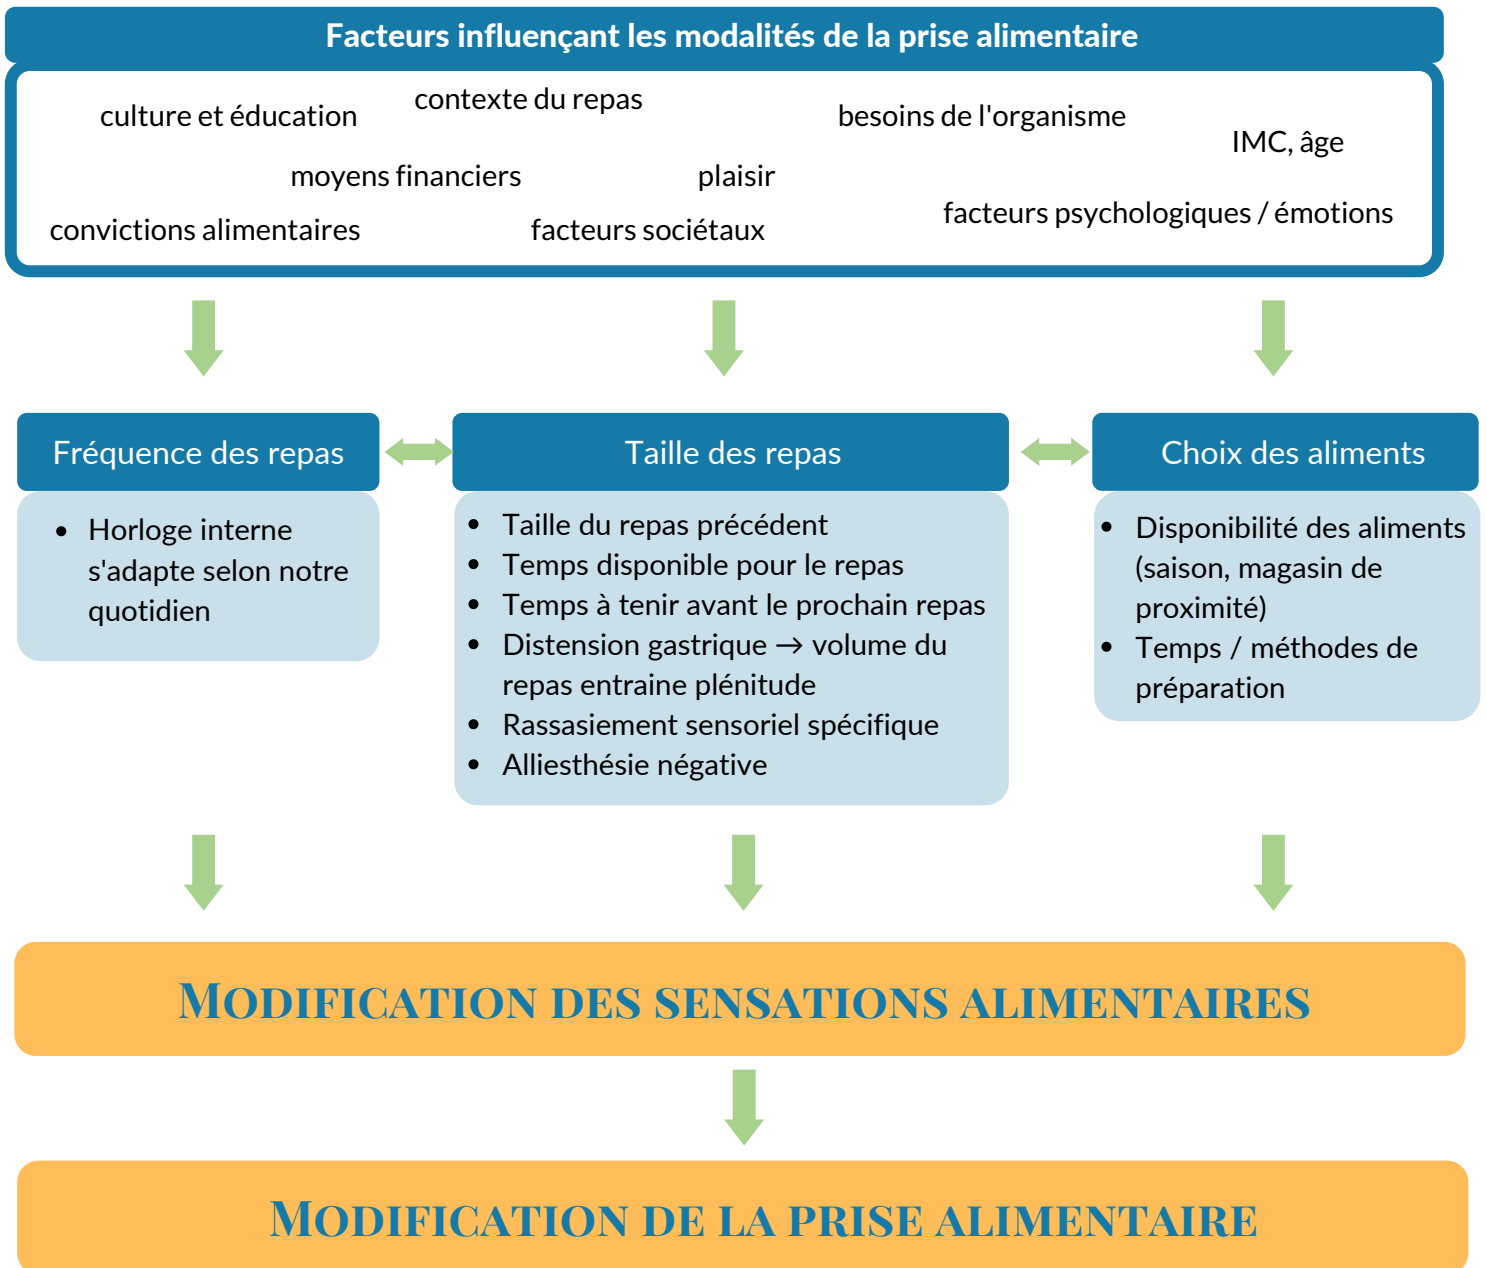 Facteurs influençant les modalités de la prise alimentaire
culture et éducation
contexte du repas
besoins de l'organisme
IMC, âge
moyens financiers
plaisir
convictions alimentaires
facteurs sociétaux
facteurs psychologiques / émotions
Fréquence des repas
• Horloge interne
s'adapte selon notre
quotidien
Taille des repas
• Taille du repas précédent
• Temps disponible pour le repas
• Temps à tenir avant le prochain repas
• Distension gastrique → volume du
repas entraine plénitude
• Rassasiement sensoriel spécifique
• Alliesthésie négative
Choix des aliments
• Disponibilité des aliments
(saison, magasin de
proximité)
• Temps / méthodes de
préparation
Modification des sensations alimentaires
Modification de la prise alimentaire